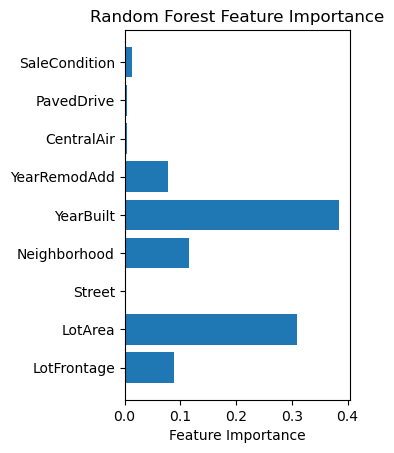 Random Forest Feature Importance
SaleCondition
PavedDrive
CentralAir
YearRemodAdd
YearBuilt
Neighborhood
Street
LotArea
LotFrontage
0.0 0.1 0.2 0.3 0.4
Feature Importance